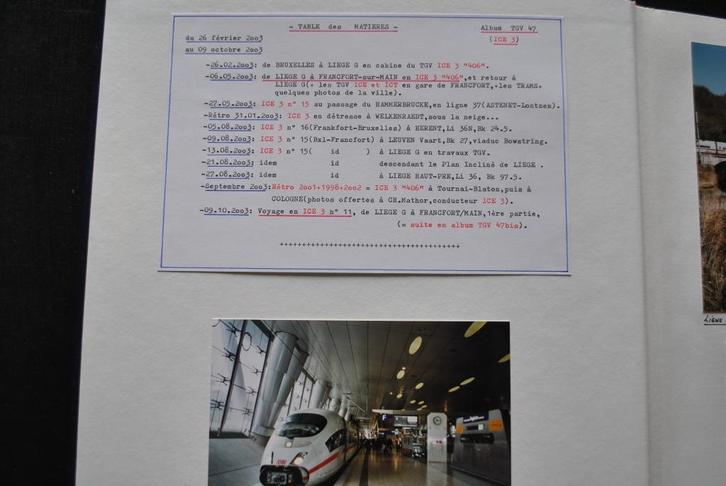 - TABLE des MATIERES -
Album TGV 47
(ICE 3)
du 26 février 2oo3
au 09 octobre 2oo3
-26.02.2oo3: de BRUXELLES à LIEGE G en cabine du TGV ICE 3 "4o6".
-06.05.2oo3: de LIEGE G à FRANCFORT-sur-MAIN en ICE 3 "4o6",et retour à
LIEGE G(+ les TGV ICE et ICT en gare de FRANCFORT,+les TRAMS+
quelques photos de la ville).
-27.05.2oo3: ICE 3 n° 15 au passage du HAMMERBRUCKE,en ligne 37(ASTENET-Lontzen).
-Rétro 31.01.2oo3: ICE 3 en détresse à WELKENRAEDT,sous la neige...
-05.08.2oo3: ICE 3 n° 16(Frankfort-Bruxelles) à HERENT,Li 36N,Bk 24.5.
-09.08.2oo3: ICE 3 n° 15(Bxl-Francfort) à LEUVEN Vaart,Bk 27,viaduc Bowstring.
-13.08.2oo3: ICE 3 n° 15( id ) à LIEGE G en travaux TGV.
-21.08.2oo3: idem id descendant le Plan Incliné de LIEGE .
-27.08.2oo3: idem id à LIEGE HAUT-PRE,Li 36, Bk 97.5.
-Septembre 2oo3:Rétro 2oo1+1998+2oo2 = ICE 3 "4o6" à Tournai-Blaton,puis à
COLOGNE(photos offertes à CH.Mathor,conducteur ICE 3).
-09.10.2oo3: Voyage en ICE 3 n° 11, de LIEGE G à FRANCFORT/MAIN,1ère partie,
(= suite en album TGV 47bis).
++++++++++++++++++++++++++++++++++++++
LIGNE